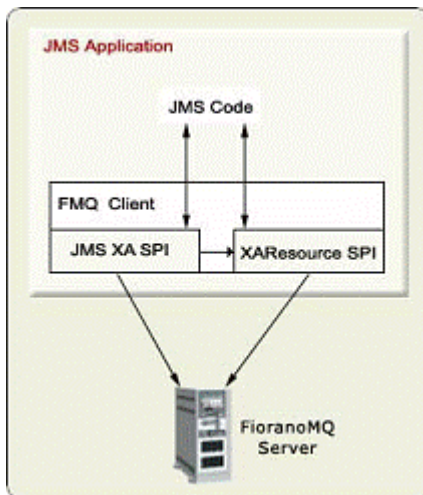 JMS Application
JMS Code
FMQ Client
JMS XA SPI
XAResource SPI
FioranoMQ
Server